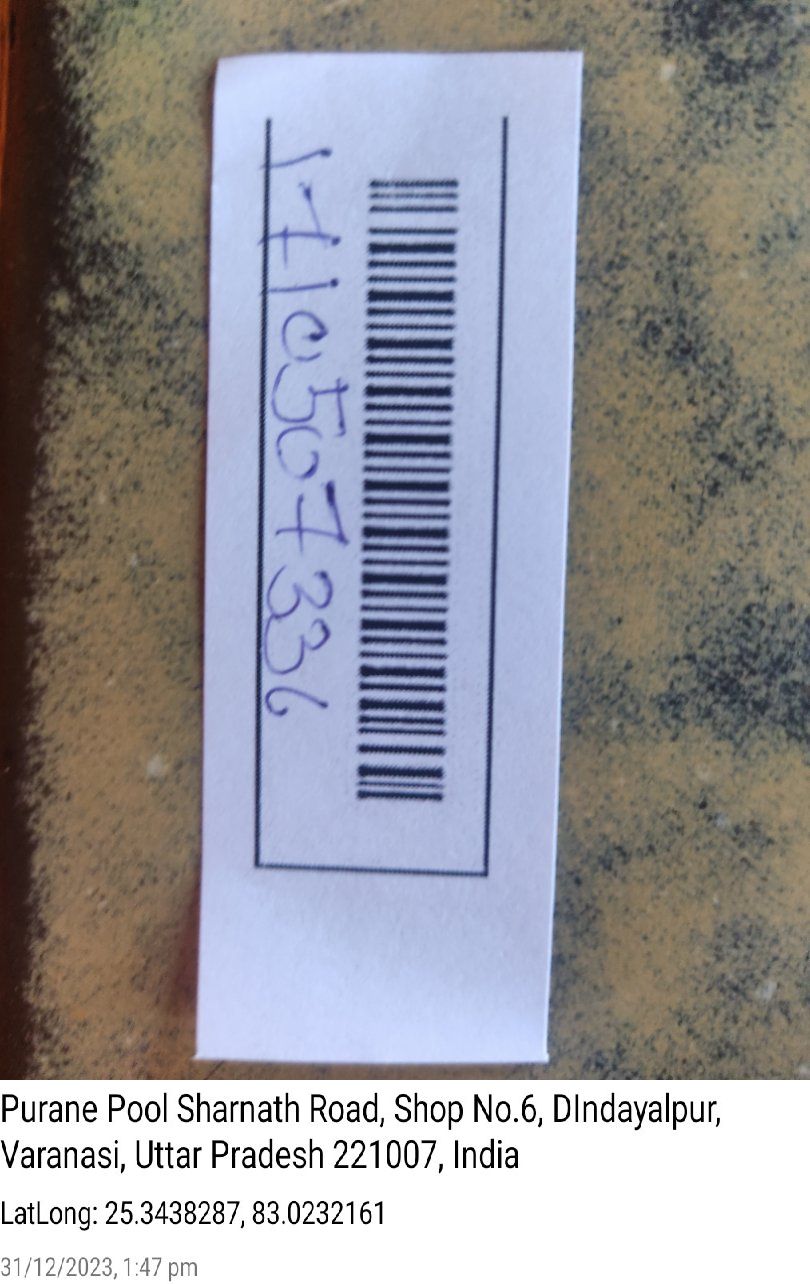 1710507336
Purane Pool Sharnath Road, Shop No.6, DIndayalpur,
Varanasi, Uttar Pradesh 221007, India
LatLong: 25.3438287, 83.0232161
31/12/2023, 1:47 pm